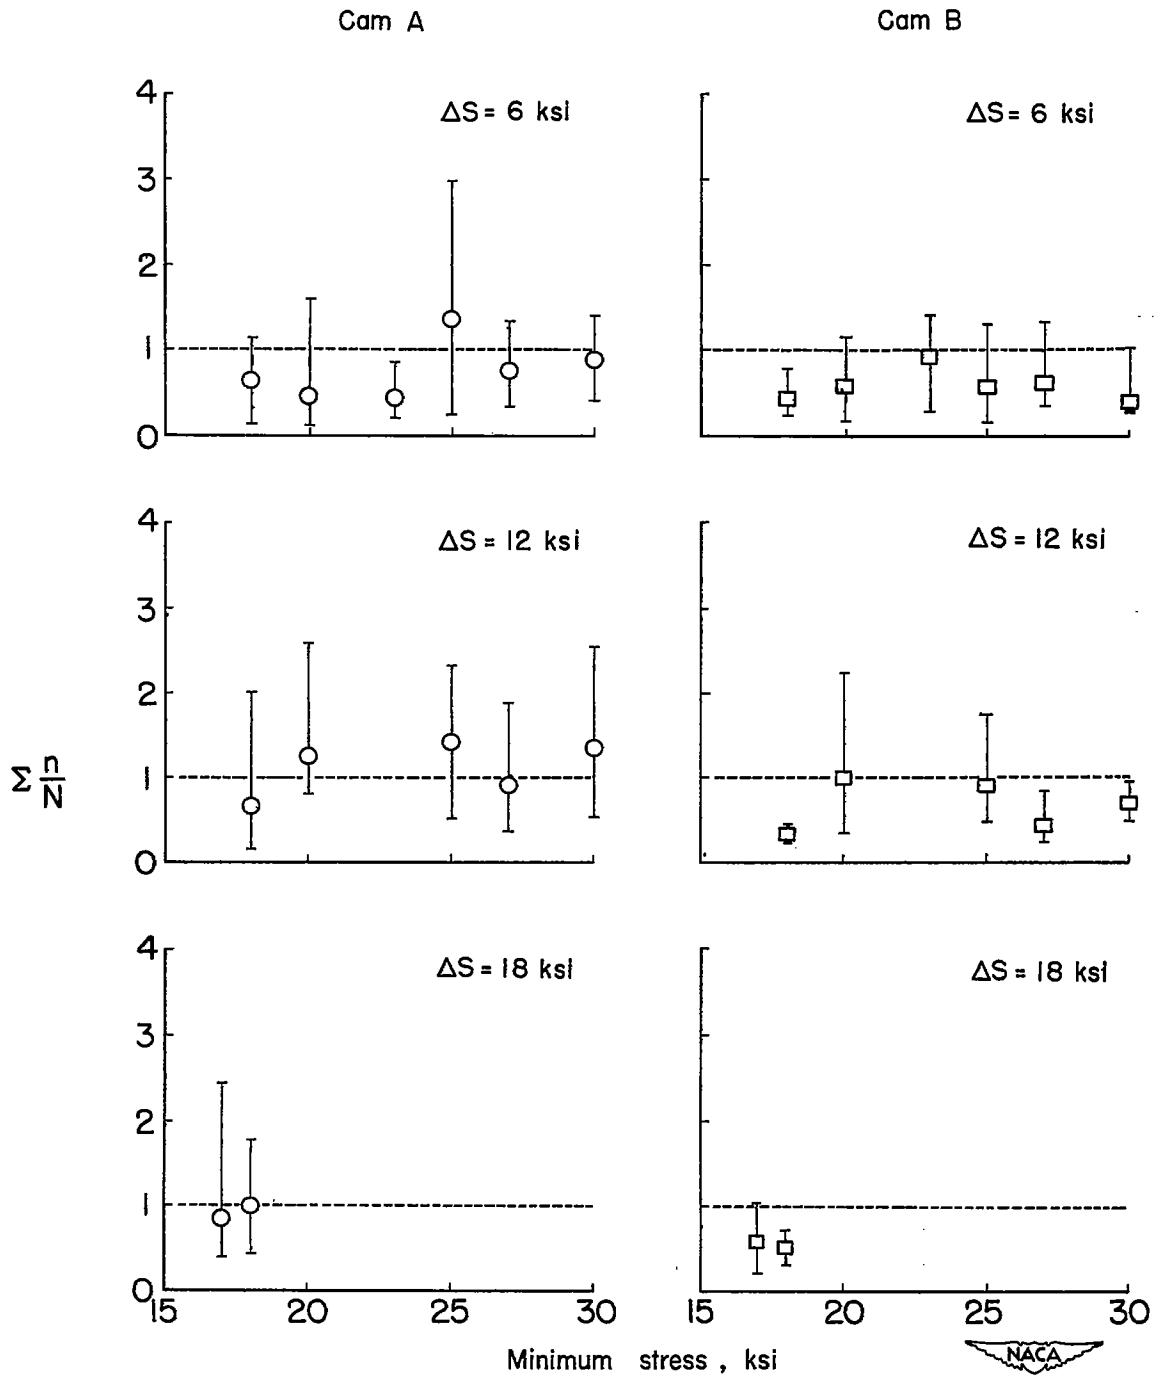 Cam A
Cam B
4
ΔS = 6 ksi
ΔS = 6 ksi
3
2
1
0
4
ΔS = 12 ksi
ΔS = 12 ksi
3
2
Σ n/N
1
0
4
ΔS = 18 ksi
ΔS = 18 ksi
3
2
1
0
15 20 25 30
15 20 25 30
Minimum stress, ksi
NACA